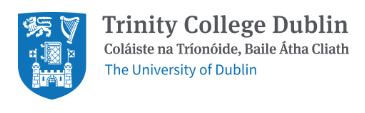 Trinity College Dublin
Coláiste na Tríonóide, Baile Átha Cliath
The University of Dublin